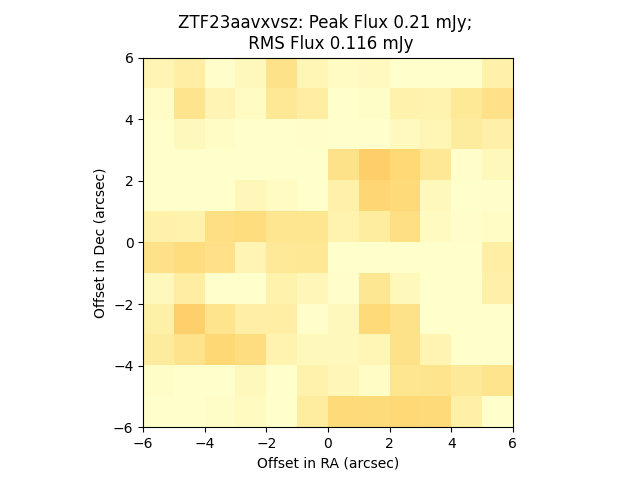 ZTF23aavxvsz: Peak Flux 0.21 mJy;
RMS Flux 0.116 mJy
6
4
2
0
−2
−4
−6
Offset in Dec (arcsec)
−6 −4 −2 0 2 4 6
Offset in RA (arcsec)